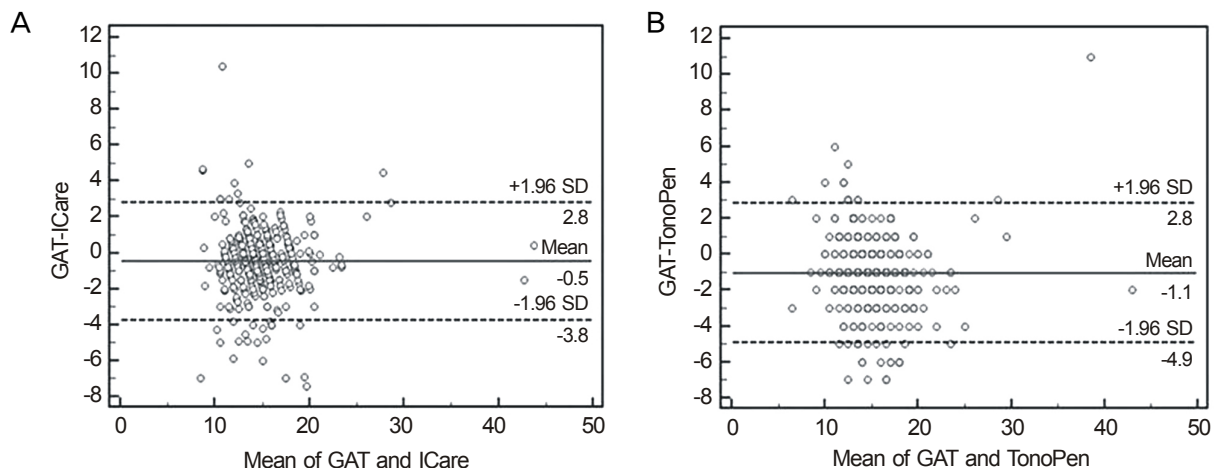 A
12
10
8
6
4
2
0
-2
-4
-6
-8
GAT-ICare
+1.96 SD
2.8
Mean
-0.5
-1.96 SD
-3.8
0 10 20 30 40 50
Mean of GAT and ICare
B
12
10
8
6
4
2
0
-2
-4
-6
-8
GAT-TonoPen
+1.96 SD
2.8
Mean
-1.1
-1.96 SD
-4.9
0 10 20 30 40 50
Mean of GAT and TonoPen